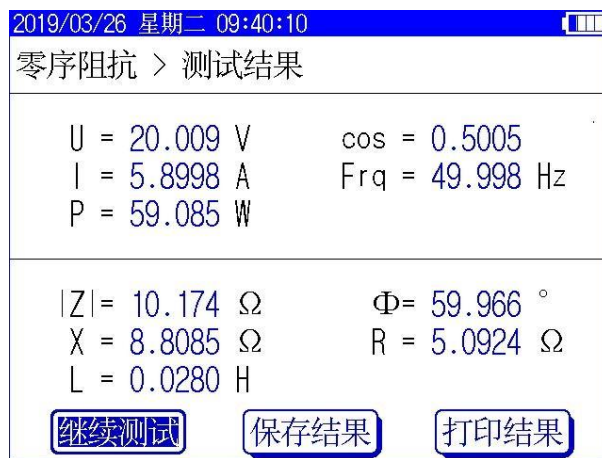 2019/03/26 星期二 09:40:10
零序阻抗 > 测试结果
U = 20.009 V cos = 0.5005
I = 5.8998 A Frq = 49.998 Hz
P = 59.085 W
|Z|= 10.174 Ω Φ= 59.966 °
X = 8.8085 Ω R = 5.0924 Ω
L = 0.0280 H
继续测试 保存结果 打印结果